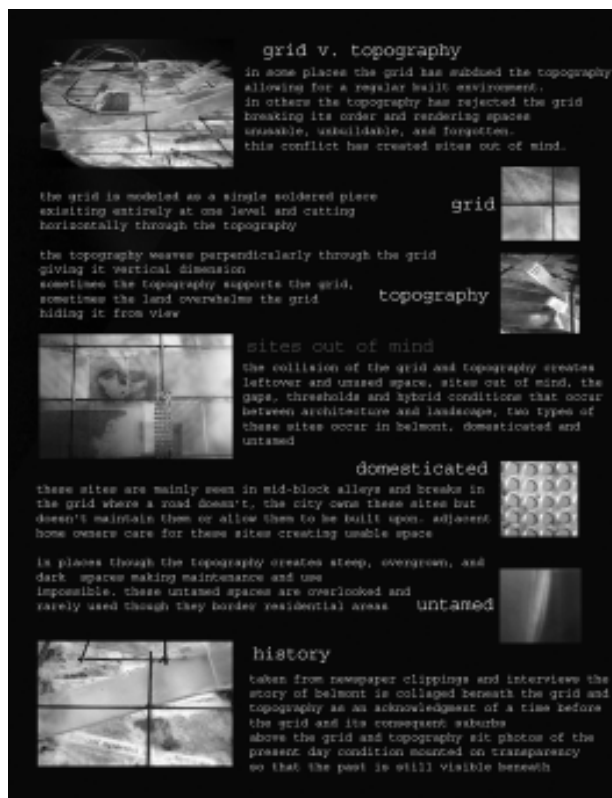 grid v. topography
in some places the grid has subdued the topography
allowing for a regular built environment.
in others the topography has rejected the grid
breaking its order and rendering spaces
unusable, unbuildable, and forgotten.
this conflict has created sites out of mind.
the grid is modeled as a single soldered piece
exisiting entirely at one level and cutting
horizontally through the topography
grid
the topography weaves perpendicularly through the grid
giving it vertical dimension
sometimes the topography supports the grid,
sometimes the land overwhelms the grid
hiding it from view
topography
sites out of mind
the collision of the grid and topography creates
leftover and unused space, sites out of mind, the
gaps, thresholds and hybrid conditions that occur
between architecture and landscape, two types of
these sites occur in belmont, domesticated and
untamed
domesticated
these sites are mainly seen in mid-block alleys and breaks in
the grid where a road doesn't, the city owns these sites but
doesn't maintain them or allow them to be built upon. adjacent
home owners care for these sites creating usable space
in places though the topography creates steep, overgrown, and
dark spaces making maintenance and use
impossible. these untamed spaces are overlooked and
rarely used though they border residential areas
untamed
history
taken from newspaper clippings and interviews the
story of belmont is collaged beneath the grid and
topography as an acknowledgment of a time before
the grid and its consequent suburbs
above the grid and topography sit photos of the
present day condition mounted on transparency
so that the past is still visible beneath